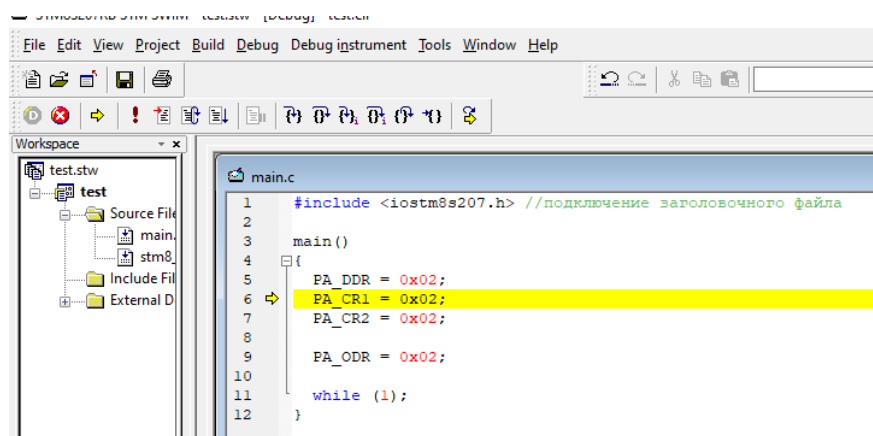 File Edit View Project Build Debug Debug instrument Tools Window Help
Workspace
test.stw
test
Source File
main.
stm8_
Include Fil
External D
main.c
1 #include <iostm8s207.h> //подключение заголовочного файла
2
3 main()
4 {
5 PA_DDR = 0x02;
6 PA_CR1 = 0x02;
7 PA_CR2 = 0x02;
8
9 PA_ODR = 0x02;
10
11 while (1);
12 }